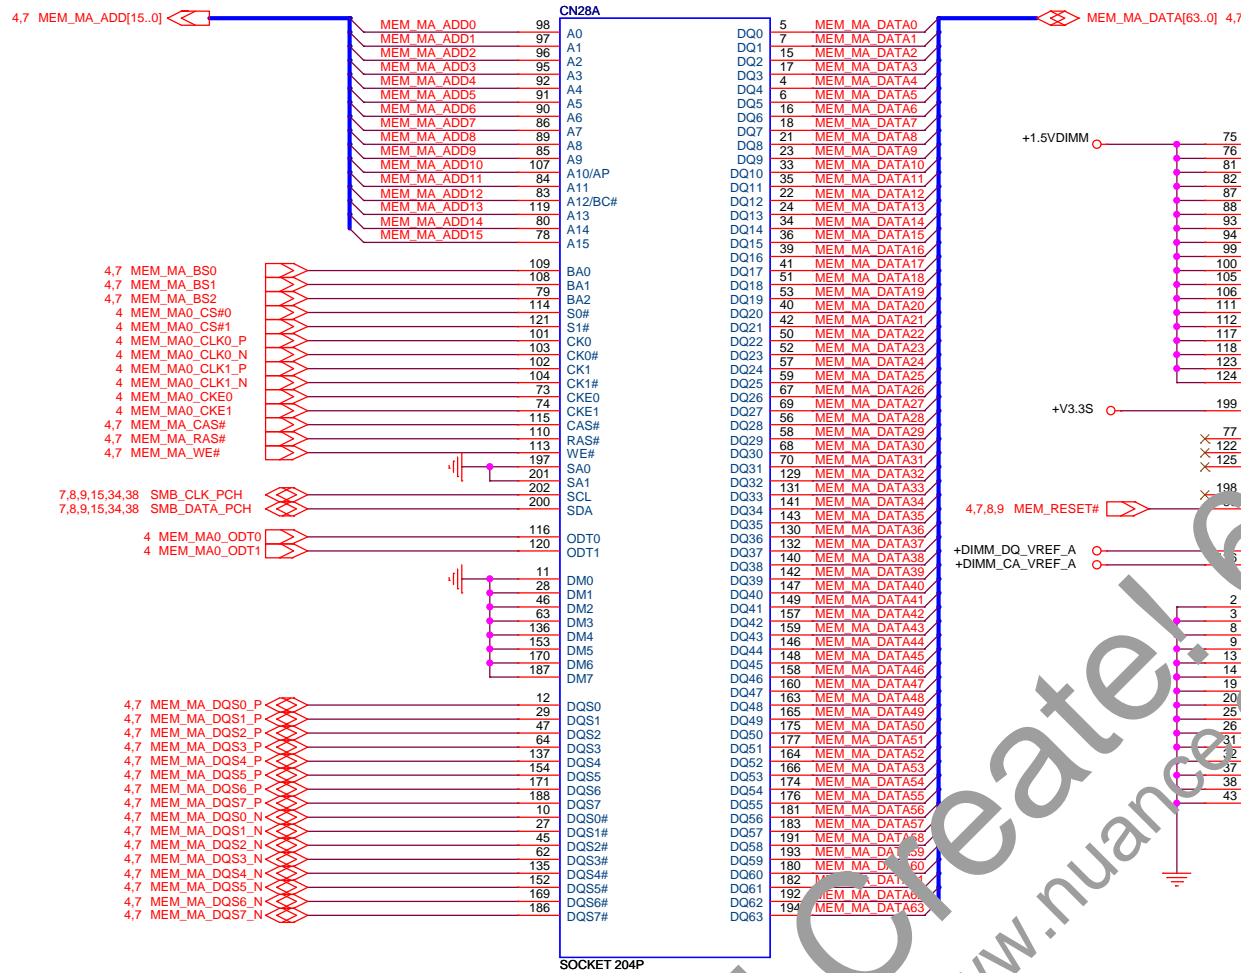 CN28A
4,7 MEM_MA_ADD[15..0]
MEM_MA_DATA[63..0] 4,7
MEM_MA_ADD0 98 A0
MEM_MA_ADD1 97 A1
MEM_MA_ADD2 96 A2
MEM_MA_ADD3 95 A3
MEM_MA_ADD4 92 A4
MEM_MA_ADD5 91 A5
MEM_MA_ADD6 90 A6
MEM_MA_ADD7 86 A7
MEM_MA_ADD8 89 A8
MEM_MA_ADD9 85 A9
MEM_MA_ADD10 107 A10/AP
MEM_MA_ADD11 84 A11
MEM_MA_ADD12 83 A12/BC#
MEM_MA_ADD13 119 A13
MEM_MA_ADD14 80 A14
MEM_MA_ADD15 78 A15
4,7 MEM_MA_BS0 109 BA0
4,7 MEM_MA_BS1 108 BA1
4,7 MEM_MA_BS2 79 BA2
4 MEM_MA0_CS#0 114 S0#
4 MEM_MA0_CS#1 121 S1#
4 MEM_MA0_CLK0_P 101 CK0
4 MEM_MA0_CLK0_N 103 CK0#
4 MEM_MA0_CLK1_P 102 CK1
4 MEM_MA0_CLK1_N 104 CK1#
4 MEM_MA0_CKE0 73 CKE0
4 MEM_MA0_CKE1 74 CKE1
4,7 MEM_MA_CAS# 115 CAS#
4,7 MEM_MA_RAS# 110 RAS#
4,7 MEM_MA_WE# 113 WE#
197 SA0
201 SA1
7,8,9,15,34,38 SMB_CLK_PCH 202 SCL
7,8,9,15,34,38 SMB_DATA_PCH 200 SDA
4 MEM_MA0_ODT0 116 ODT0
4 MEM_MA0_ODT1 120 ODT1
11 DM0
28 DM1
46 DM2
63 DM3
136 DM4
153 DM5
170 DM6
187 DM7
4,7 MEM_MA_DQS0_P 12 DQS0
4,7 MEM_MA_DQS1_P 29 DQS1
4,7 MEM_MA_DQS2_P 47 DQS2
4,7 MEM_MA_DQS3_P 64 DQS3
4,7 MEM_MA_DQS4_P 137 DQS4
4,7 MEM_MA_DQS5_P 154 DQS5
4,7 MEM_MA_DQS6_P 171 DQS6
4,7 MEM_MA_DQS7_P 188 DQS7
4,7 MEM_MA_DQS0_N 10 DQS0#
4,7 MEM_MA_DQS1_N 27 DQS1#
4,7 MEM_MA_DQS2_N 45 DQS2#
4,7 MEM_MA_DQS3_N 62 DQS3#
4,7 MEM_MA_DQS4_N 135 DQS4#
4,7 MEM_MA_DQS5_N 152 DQS5#
4,7 MEM_MA_DQS6_N 169 DQS6#
4,7 MEM_MA_DQS7_N 186 DQS7#
DQ0 5 MEM_MA_DATA0
DQ1 7 MEM_MA_DATA1
DQ2 15 MEM_MA_DATA2
DQ3 17 MEM_MA_DATA3
DQ4 4 MEM_MA_DATA4
DQ5 6 MEM_MA_DATA5
DQ6 16 MEM_MA_DATA6
DQ7 18 MEM_MA_DATA7
DQ8 21 MEM_MA_DATA8
DQ9 23 MEM_MA_DATA9
DQ10 33 MEM_MA_DATA10
DQ11 35 MEM_MA_DATA11
DQ12 22 MEM_MA_DATA12
DQ13 24 MEM_MA_DATA13
DQ14 34 MEM_MA_DATA14
DQ15 36 MEM_MA_DATA15
DQ16 39 MEM_MA_DATA16
DQ17 41 MEM_MA_DATA17
DQ18 51 MEM_MA_DATA18
DQ19 53 MEM_MA_DATA19
DQ20 40 MEM_MA_DATA20
DQ21 42 MEM_MA_DATA21
DQ22 50 MEM_MA_DATA22
DQ23 52 MEM_MA_DATA23
DQ24 57 MEM_MA_DATA24
DQ25 59 MEM_MA_DATA25
DQ26 67 MEM_MA_DATA26
DQ27 69 MEM_MA_DATA27
DQ28 56 MEM_MA_DATA28
DQ29 58 MEM_MA_DATA29
DQ30 68 MEM_MA_DATA30
DQ31 70 MEM_MA_DATA31
DQ32 129 MEM_MA_DATA32
DQ33 131 MEM_MA_DATA33
DQ34 141 MEM_MA_DATA34
DQ35 143 MEM_MA_DATA35
DQ36 130 MEM_MA_DATA36
DQ37 132 MEM_MA_DATA37
DQ38 140 MEM_MA_DATA38
DQ39 142 MEM_MA_DATA39
DQ40 147 MEM_MA_DATA40
DQ41 149 MEM_MA_DATA41
DQ42 157 MEM_MA_DATA42
DQ43 159 MEM_MA_DATA43
DQ44 146 MEM_MA_DATA44
DQ45 148 MEM_MA_DATA45
DQ46 158 MEM_MA_DATA46
DQ47 160 MEM_MA_DATA47
DQ48 163 MEM_MA_DATA48
DQ49 165 MEM_MA_DATA49
DQ50 175 MEM_MA_DATA50
DQ51 177 MEM_MA_DATA51
DQ52 164 MEM_MA_DATA52
DQ53 166 MEM_MA_DATA53
DQ54 174 MEM_MA_DATA54
DQ55 176 MEM_MA_DATA55
DQ56 181 MEM_MA_DATA56
DQ57 183 MEM_MA_DATA57
DQ58 191 MEM_MA_DATA58
DQ59 193
DQ60 180
DQ61 182
DQ62 192
DQ63 194 MEM_MA_DATA63
SOCKET 204P
+1.5VDIMM 75
76
81
82
87
88
93
94
99
100
105
106
111
112
117
118
123
124
+V3.3S 199
77
122
125
198
4,7,8,9 MEM_RESET#
+DIMM_DQ_VREF_A
+DIMM_CA_VREF_A
2
3
8
9
13
14
19
20
25
26
31
32
37
38
43
Create!
www.nuance